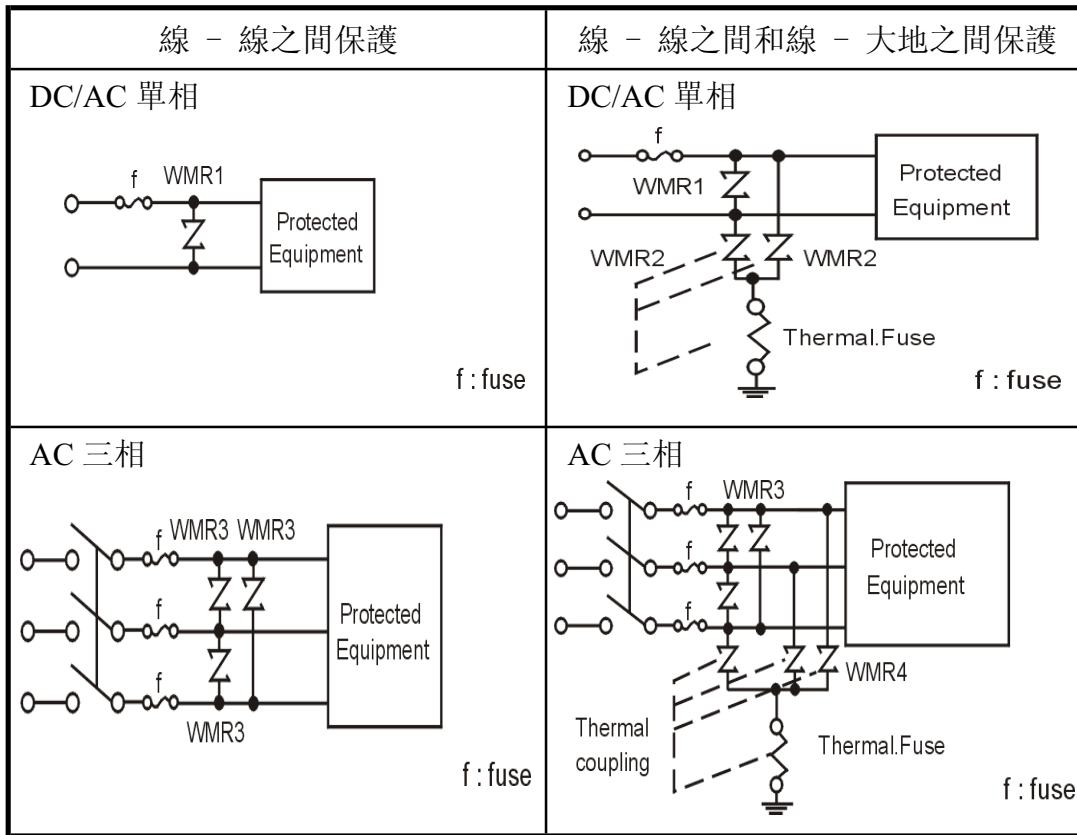 線 - 線之間保護
線 - 線之間和線 - 大地之間保護
DC/AC 單相
f
WMR1
Protected
Equipment
f : fuse
DC/AC 單相
f
WMR1
Protected
Equipment
WMR2
WMR2
Thermal.Fuse
f : fuse
AC 三相
f
WMR3
WMR3
f
Protected
Equipment
f
WMR3
f : fuse
AC 三相
f
WMR3
f
Protected
Equipment
f
WMR4
Thermal
coupling
Thermal.Fuse
f : fuse